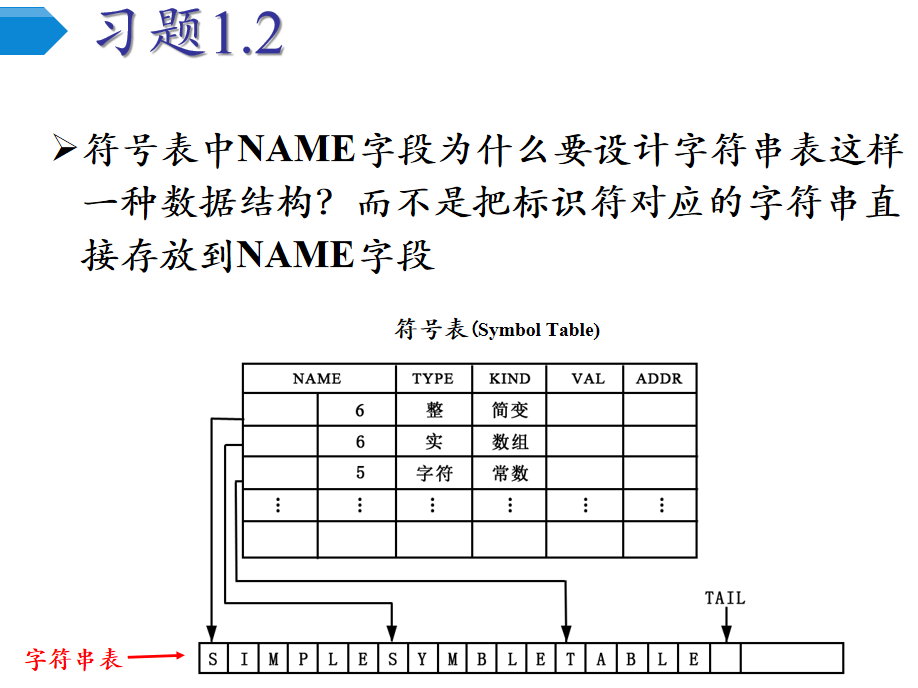 习题1.2
➢符号表中NAME字段为什么要设计字符串表这样
一种数据结构？而不是把标识符对应的字符串直
接存放到NAME字段
符号表(Symbol Table)
NAME TYPE KIND VAL ADDR
6 整 简变
6 实 数组
5 字符 常数
⋮ ⋮ ⋮ ⋮ ⋮ ⋮
TAIL
字符串表 S I M P L E S Y M B L E T A B L E